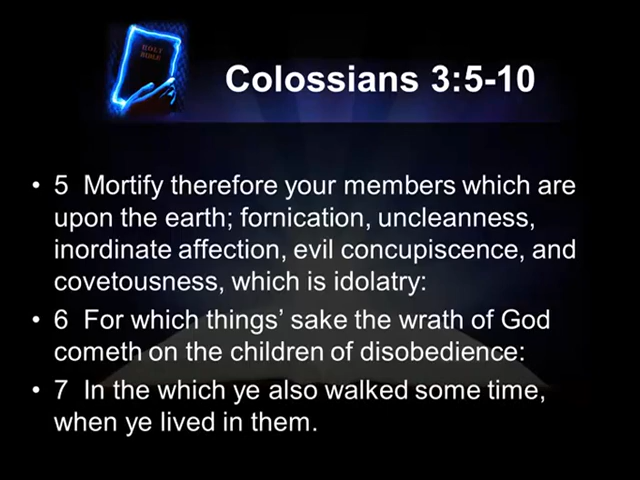 HOLY
BIBLE
Colossians 3:5-10
• 5 Mortify therefore your members which are
upon the earth; fornication, uncleanness,
inordinate affection, evil concupiscence, and
covetousness, which is idolatry:
• 6 For which things’ sake the wrath of God
cometh on the children of disobedience:
• 7 In the which ye also walked some time,
when ye lived in them.